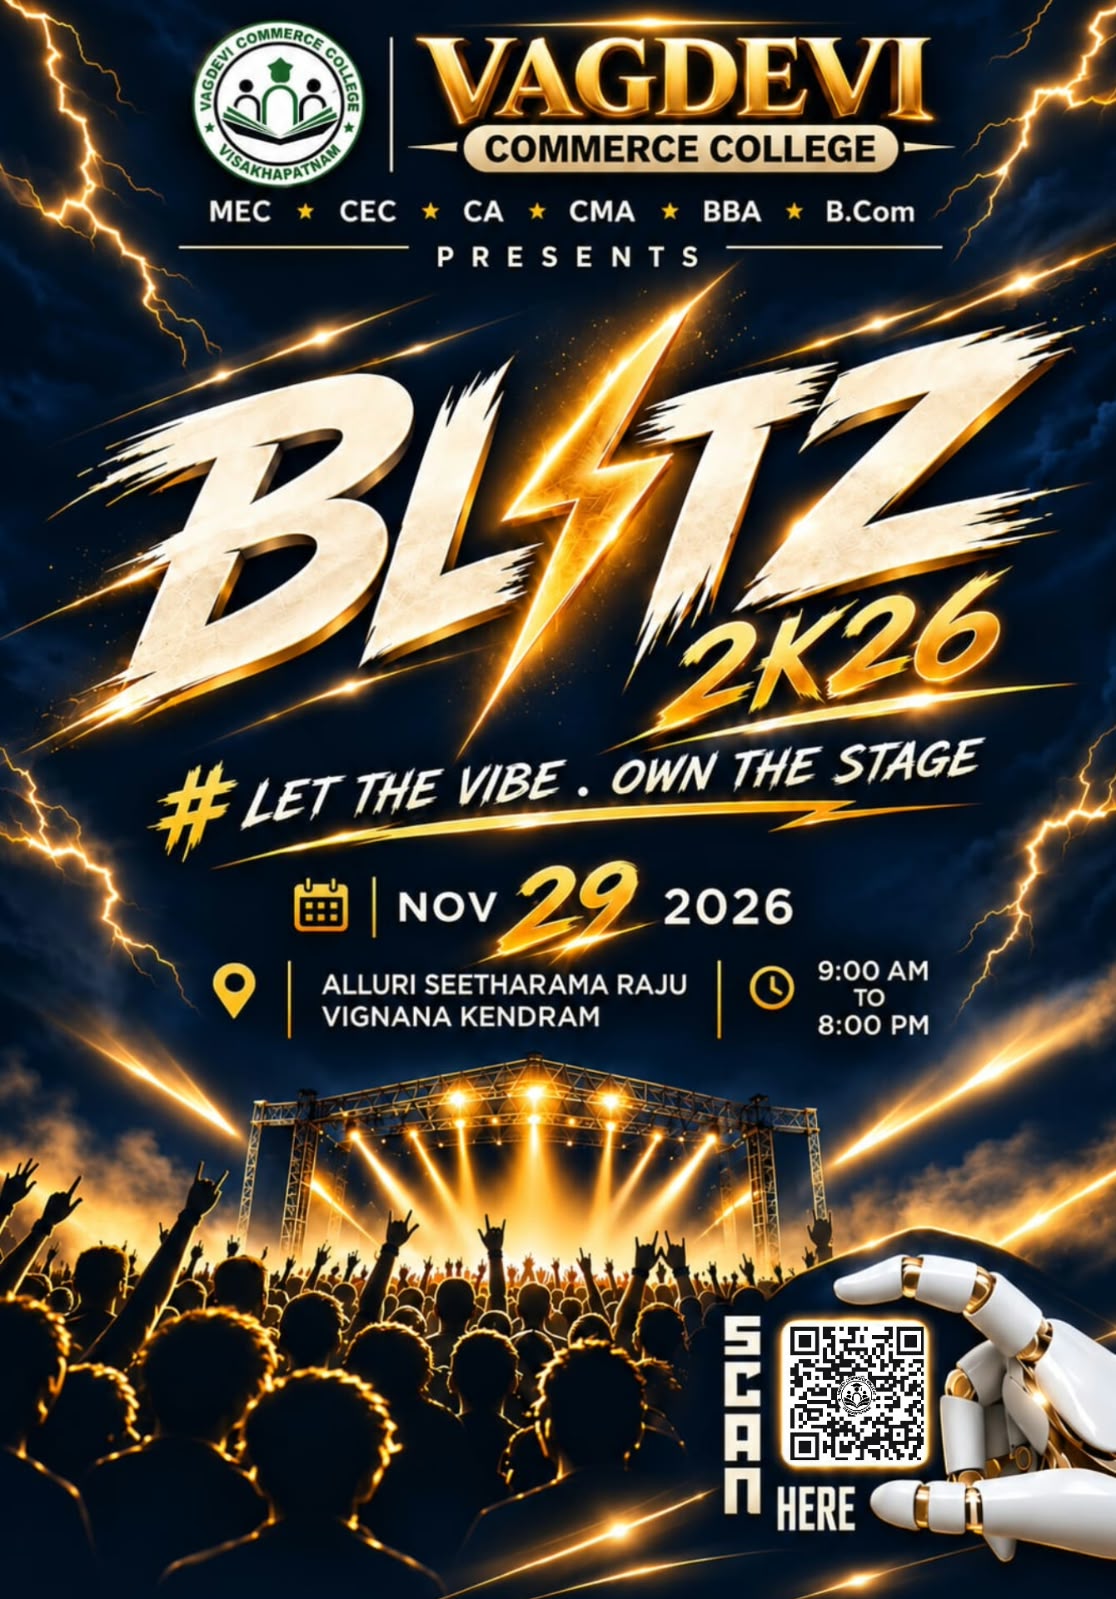 VAGDEVI COMMERCE COLLEGE
★ VISAKHAPATNAM ★
VAGDEVI
COMMERCE COLLEGE
MEC ★ CEC ★ CA ★ CMA ★ BBA ★ B.Com
PRESENTS
BLITZ
2K26
#LET THE VIBE . OWN THE STAGE
NOV 29 2026
ALLURI SEETHARAMA RAJU
VIGNANA KENDRAM
9:00 AM
TO
8:00 PM
SCAN
HERE